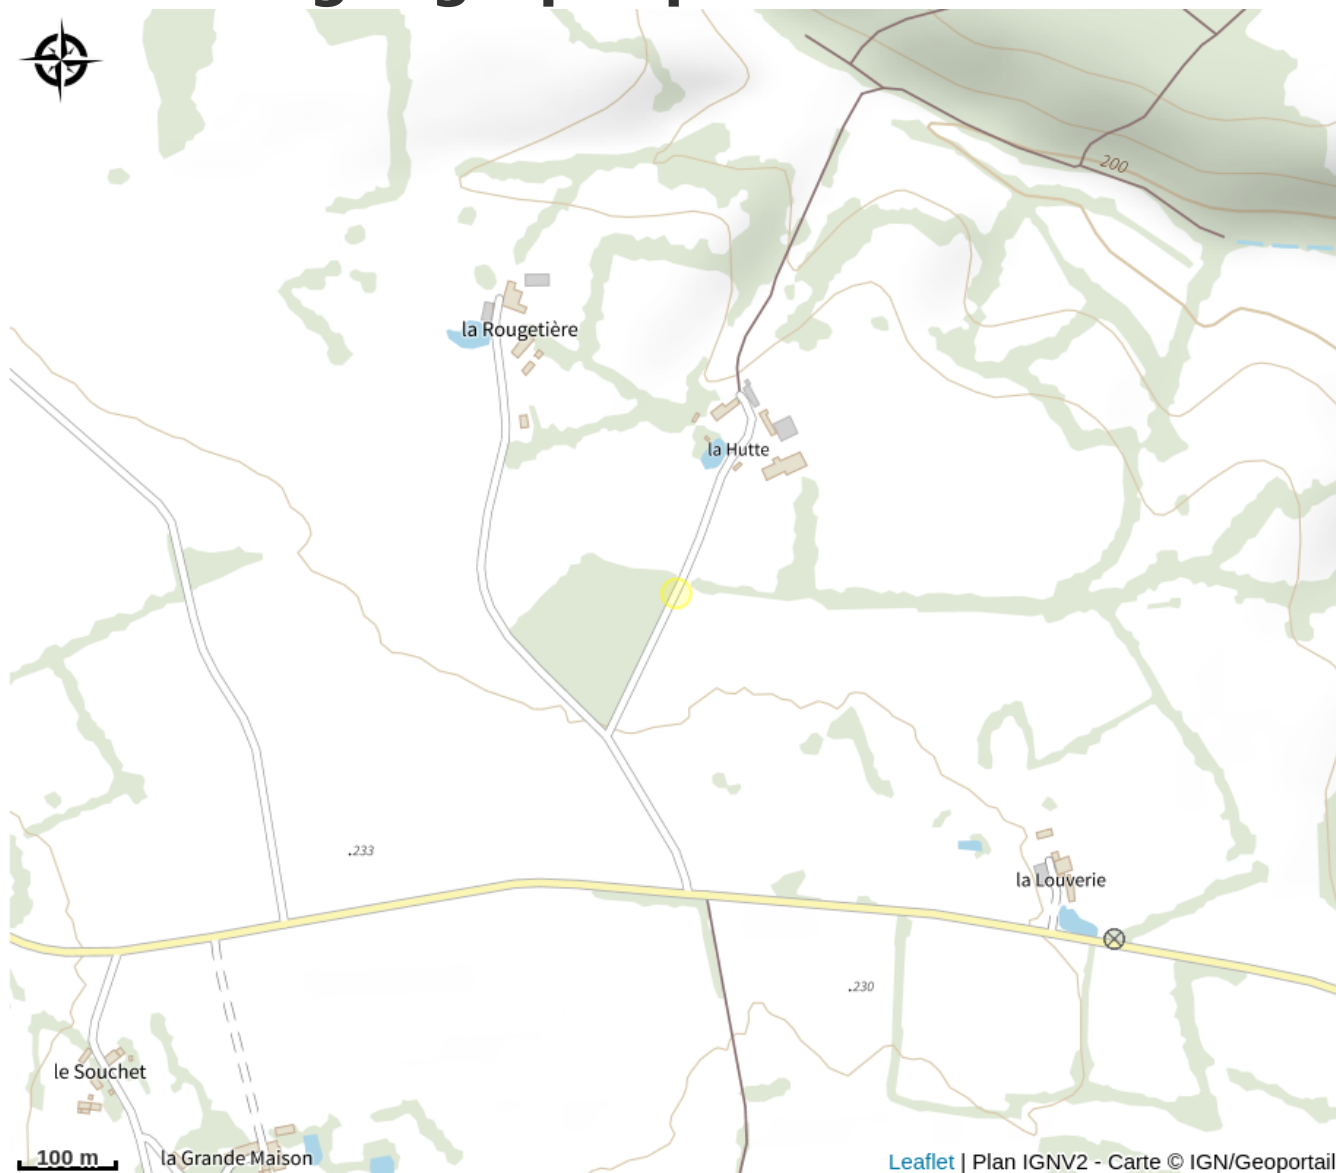 200
la Rougetière
la Hutte
.233
la Louverie
.230
le Souchet
100 m
la Grande Maison
Leaflet | Plan IGNV2 - Carte © IGN/Geoportail